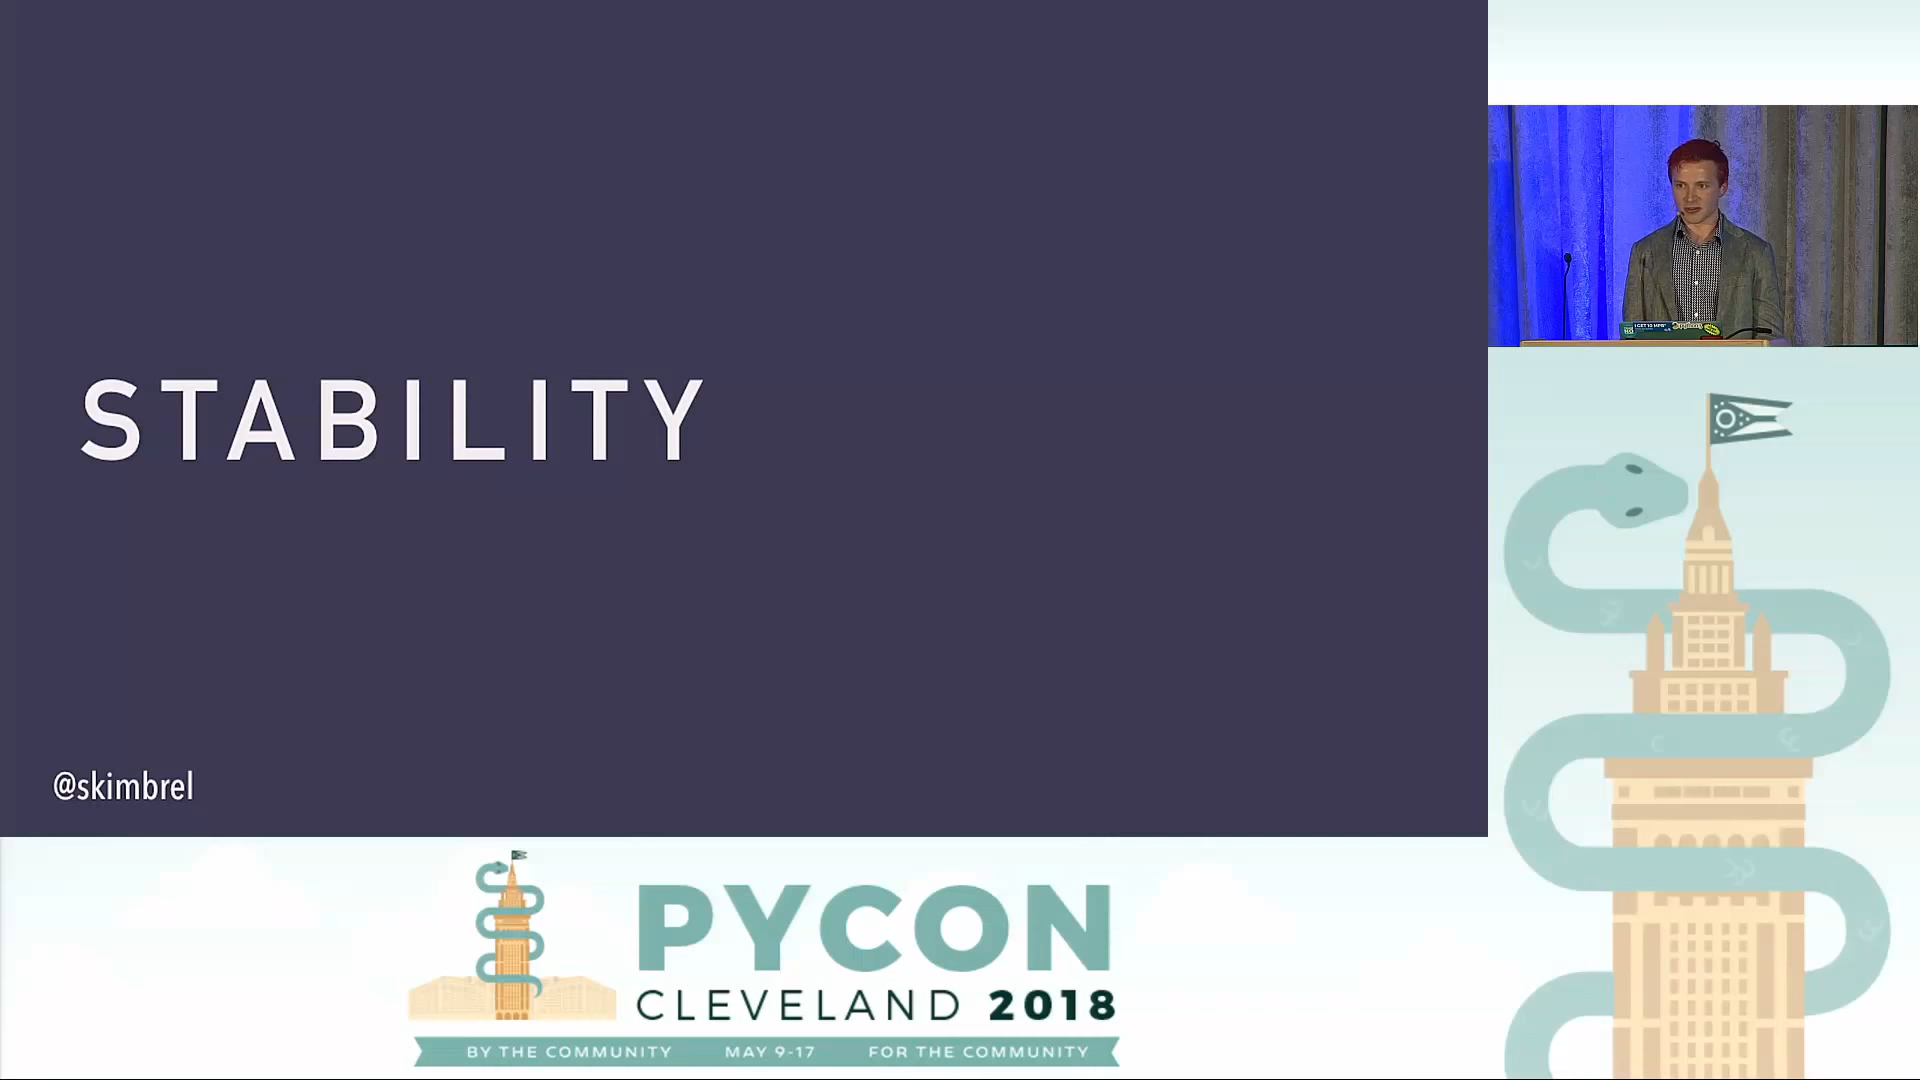 STABILITY
@skimbrel
PYCON
CLEVELAND 2018
BY THE COMMUNITY MAY 9-17 FOR THE COMMUNITY